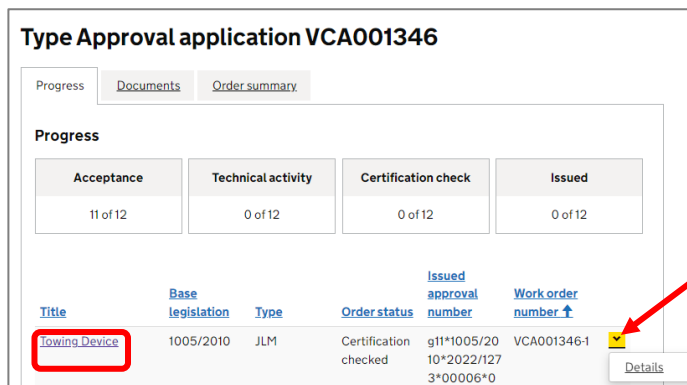 Type Approval application VCA001346
Progress Documents Order summary
Progress
Acceptance Technical activity Certification check Issued
11 of 12 0 of 12 0 of 12 0 of 12
Issued
Base approval Work order
Title legislation Type Order status number number ↑
Towing Device 1005/2010 JLM Certification g11*1005/20 VCA001346-1
checked 10*2022/127
3*00006*0
Details